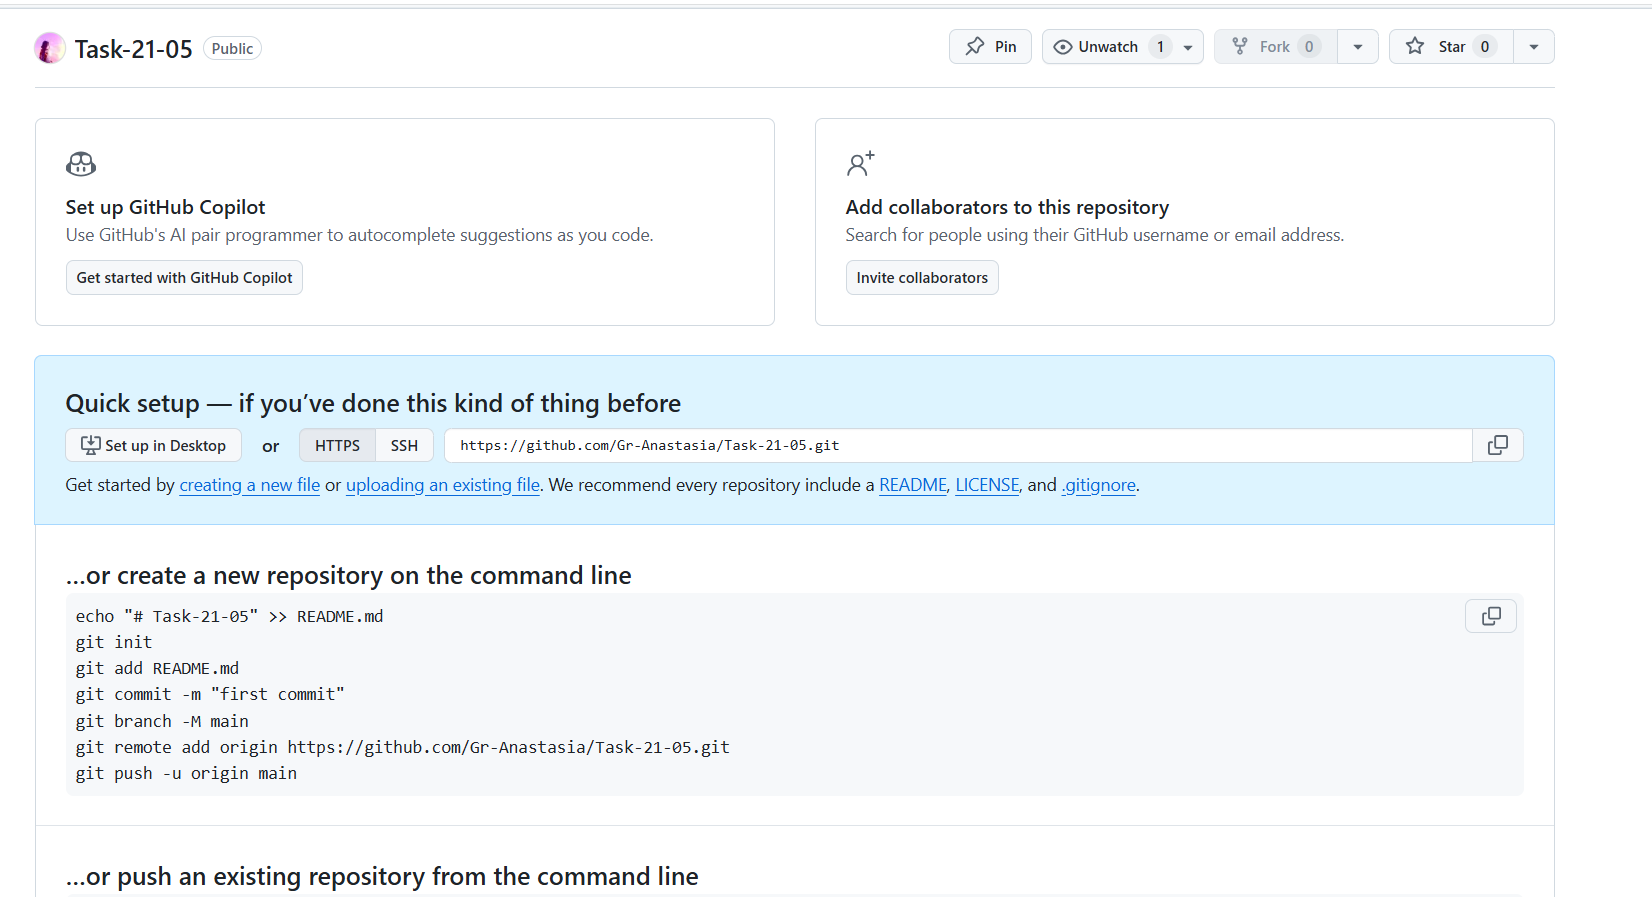 Task-21-05 Public Pin Unwatch 1 Fork 0 Star 0
Set up GitHub Copilot
Use GitHub's AI pair programmer to autocomplete suggestions as you code.
Get started with GitHub Copilot
Add collaborators to this repository
Search for people using their GitHub username or email address.
Invite collaborators
Quick setup — if you’ve done this kind of thing before
Set up in Desktop or HTTPS SSH https://github.com/Gr-Anastasia/Task-21-05.git
Get started by creating a new file or uploading an existing file. We recommend every repository include a README, LICENSE, and .gitignore.
...or create a new repository on the command line
echo "# Task-21-05" >> README.md
git init
git add README.md
git commit -m "first commit"
git branch -M main
git remote add origin https://github.com/Gr-Anastasia/Task-21-05.git
git push -u origin main
...or push an existing repository from the command line